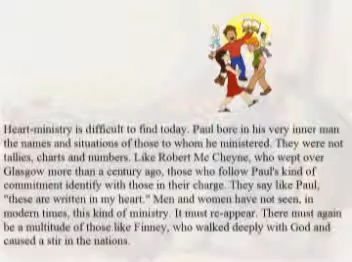 Heart-ministry is difficult to find today. Paul bore in his very inner man
the names and situations of those to whom he ministered. They were not
tallies, charts and numbers. Like Robert Mc Cheyne, who wept over
Glasgow more than a century ago, those who follow Paul's kind of
commitment identify with those in their charge. They say like Paul,
"these are written in my heart." Men and women have not seen, in
modern times, this kind of ministry. It must re-appear. There must again
be a multitude of those like Finney, who walked deeply with God and
caused a stir in the nations.